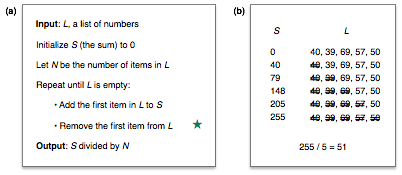 (a)
Input: L, a list of numbers
Initialize S (the sum) to 0
Let N be the number of items in L
Repeat until L is empty:
• Add the first item in L to S
• Remove the first item from L
Output: S divided by N
(b)
S L
0 40, 39, 69, 57, 50
40 40, 39, 69, 57, 50
79 40, 39, 69, 57, 50
148 40, 39, 69, 57, 50
205 40, 39, 69, 57, 50
255 40, 39, 69, 57, 50
255 / 5 = 51